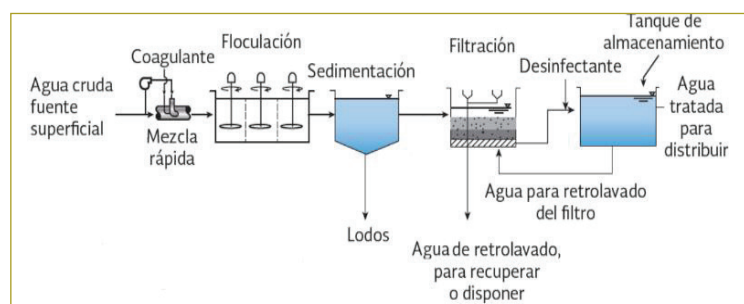 Agua cruda
fuente
superficial
Coagulante
Mezcla
rápida
Floculación
Sedimentación
Lodos
Filtración
Agua de retrolavado,
para recuperar
o disponer
Desinfectante
Agua para retrolavado
del filtro
Tanque de
almacenamiento
Agua
tratada
para
distribuir